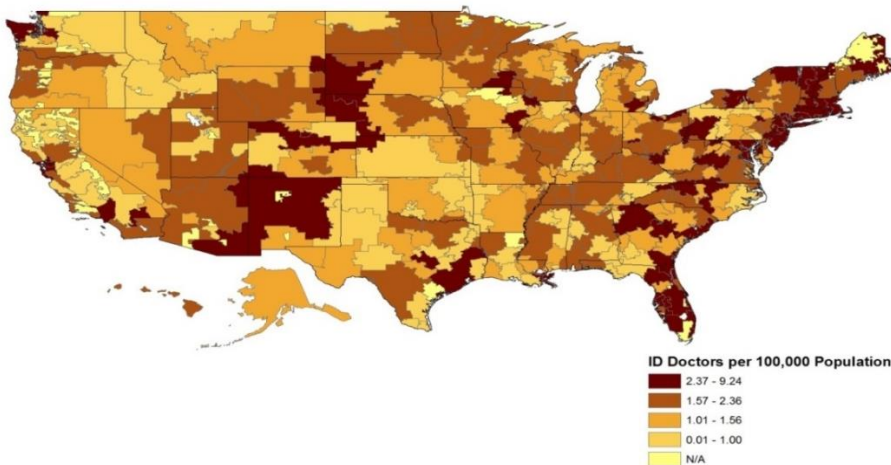 ID Doctors per 100,000 Population
2.37 - 9.24
1.57 - 2.36
1.01 - 1.56
0.01 - 1.00
N/A